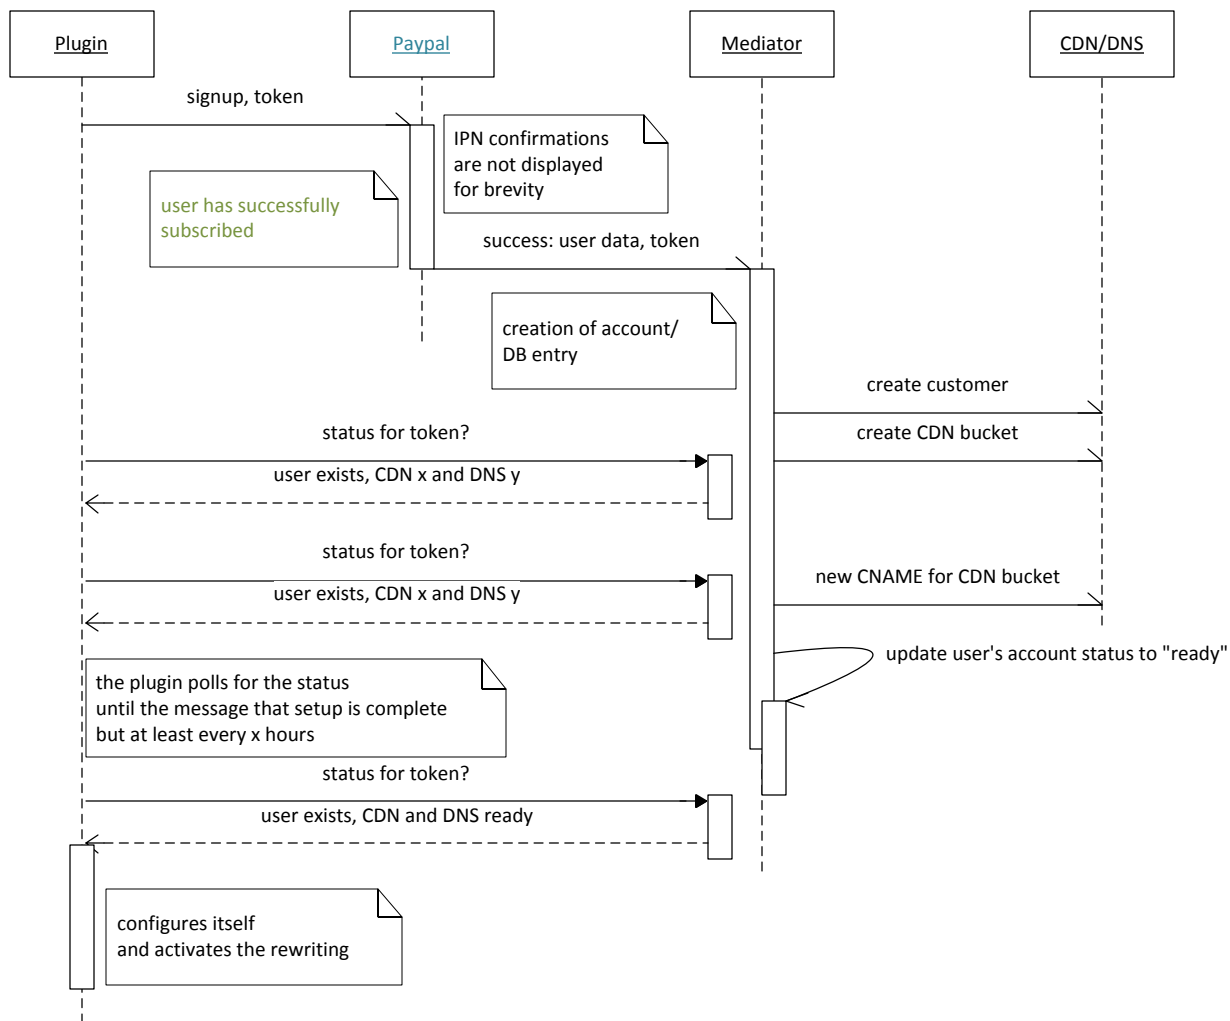 Plugin
Paypal
Mediator
CDN/DNS
signup, token
IPN confirmations
are not displayed
for brevity
user has successfully
subscribed
success: user data, token
creation of account/
DB entry
create customer
status for token?
create CDN bucket
user exists, CDN x and DNS y
status for token?
new CNAME for CDN bucket
user exists, CDN x and DNS y
update user's account status to "ready"
the plugin polls for the status
until the message that setup is complete
but at least every x hours
status for token?
user exists, CDN and DNS ready
configures itself
and activates the rewriting